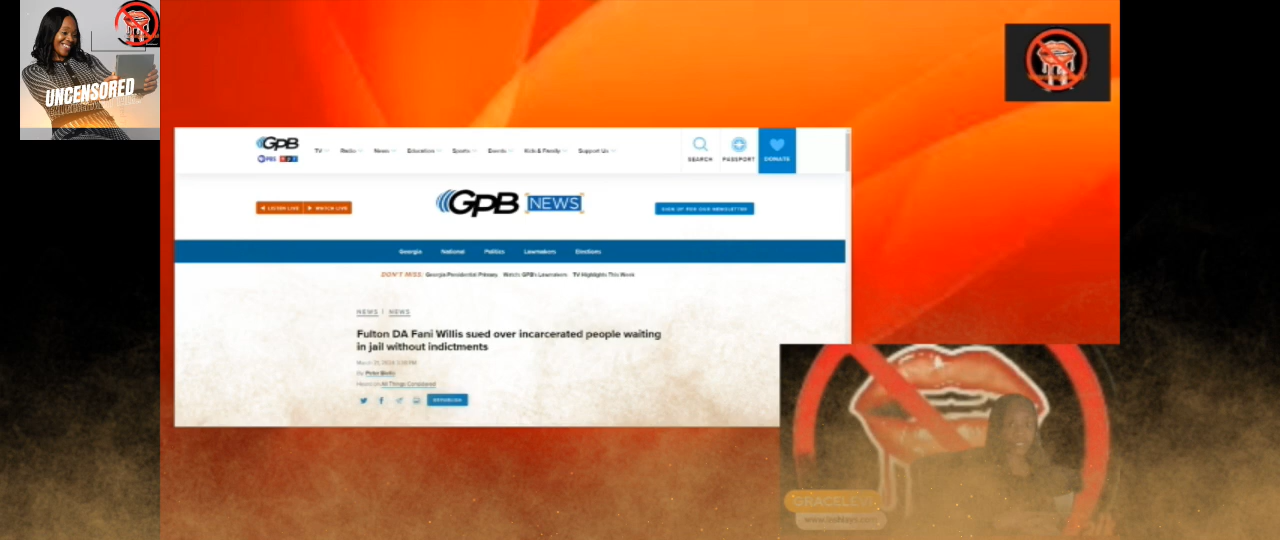 UNCENSORED
GPB
PBS npr
TV Radio News Education Sports Events Kids & Family Support Us
SEARCH PASSPORT DONATE
LISTEN LIVE WATCH LIVE
GPB NEWS
SIGN UP FOR OUR NEWSLETTER
Georgia National Politics Lawmakers Elections
DON'T MISS: Georgia Presidential Primary Watch: GPB's Lawmakers TV Highlights This Week
NEWS | NEWS
Fulton DA Fani Willis sued over incarcerated people waiting
in jail without indictments
By
Heard on All Things Considered